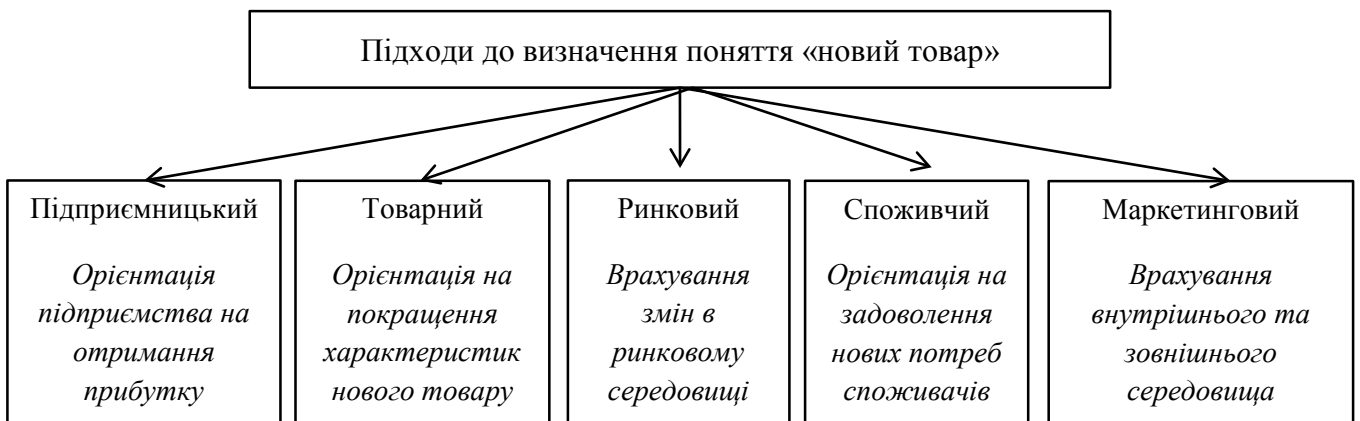 Підходи до визначення поняття «новий товар»
Підприємницький
Орієнтація
підприємства на
отримання
прибутку
Товарний
Орієнтація на
покращення
характеристик
нового товару
Ринковий
Врахування
змін в
ринковому
середовищі
Споживчий
Орієнтація на
задоволення
нових потреб
споживачів
Маркетинговий
Врахування
внутрішнього та
зовнішнього
середовища